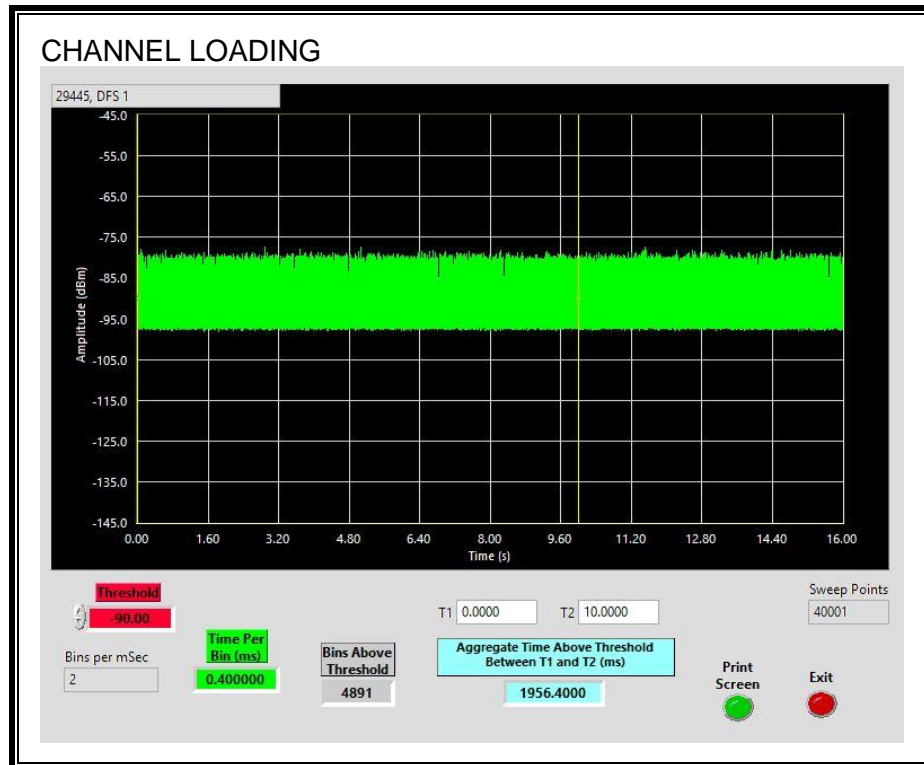 CHANNEL LOADING
29445, DFS 1
-45.0
-55.0
-65.0
-75.0
-85.0
-95.0
-105.0
-115.0
-125.0
-135.0
-145.0
Amplitude (dBm)
0.00 1.60 3.20 4.80 6.40 8.00 9.60 11.20 12.80 14.40 16.00
Time (s)
Threshold
-90.00
Bins per mSec
2
Time Per
Bin (ms)
0.400000
Bins Above
Threshold
4891
T1 0.0000 T2 10.0000
Aggregate Time Above Threshold
Between T1 and T2 (ms)
1956.4000
Print
Screen
Sweep Points
40001
Exit